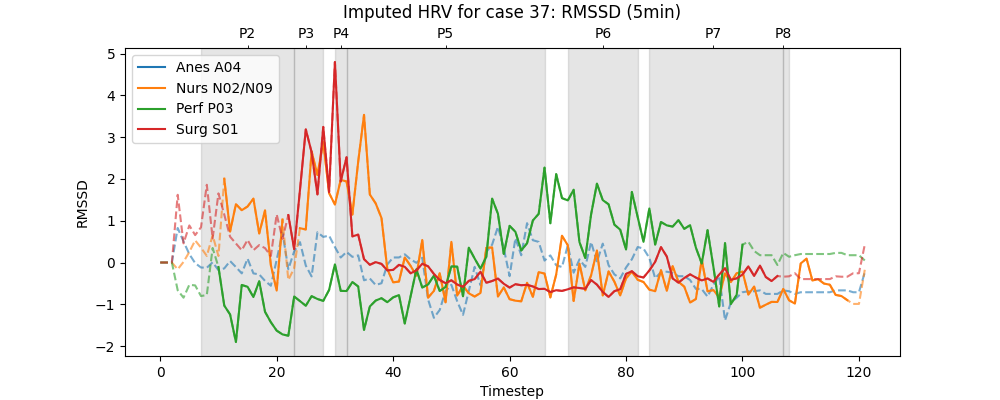 Imputed HRV for case 37: RMSSD (5min)
P2 P3 P4 P5 P6 P7 P8
Anes A04
Nurs N02/N09
Perf P03
Surg S01
5
4
3
2
1
0
−1
−2
RMSSD
0 20 40 60 80 100 120
Timestep